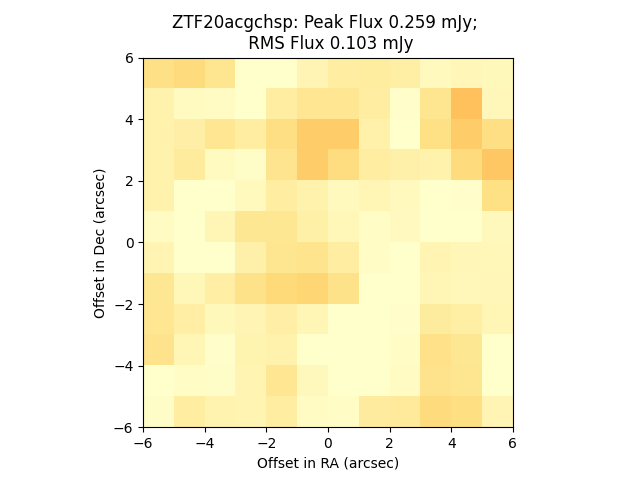 ZTF20acgchsp: Peak Flux 0.259 mJy;
RMS Flux 0.103 mJy
6
4
2
0
−2
−4
−6
Offset in Dec (arcsec)
−6 −4 −2 0 2 4 6
Offset in RA (arcsec)